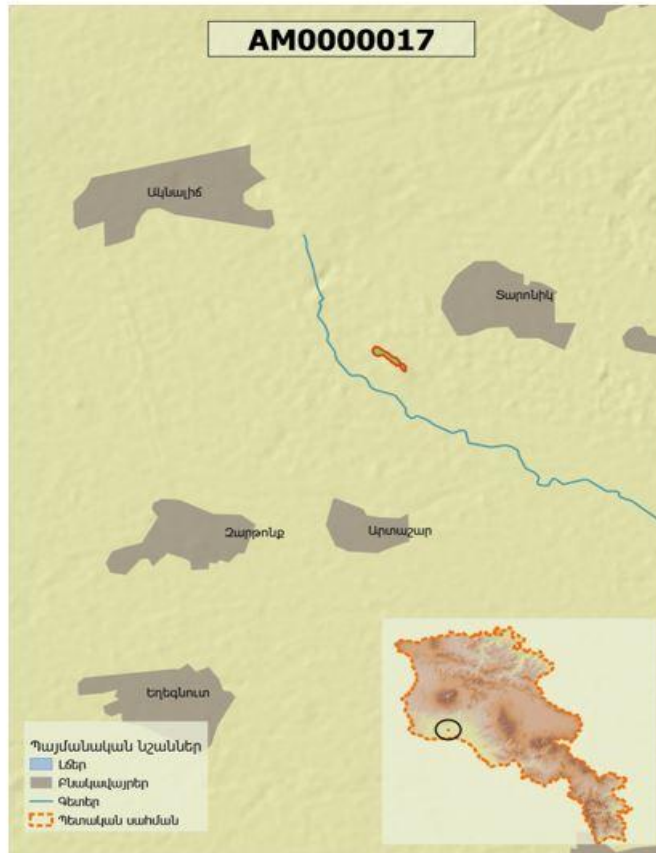 AM0000017
Ակնալիճ
Տարոնիկ
Զարթոնք
Արտաշար
Եղեգնուտ
Պայմանական նշաններ
Լճեր
Բնակավայրեր
Գետեր
Պետական սահման